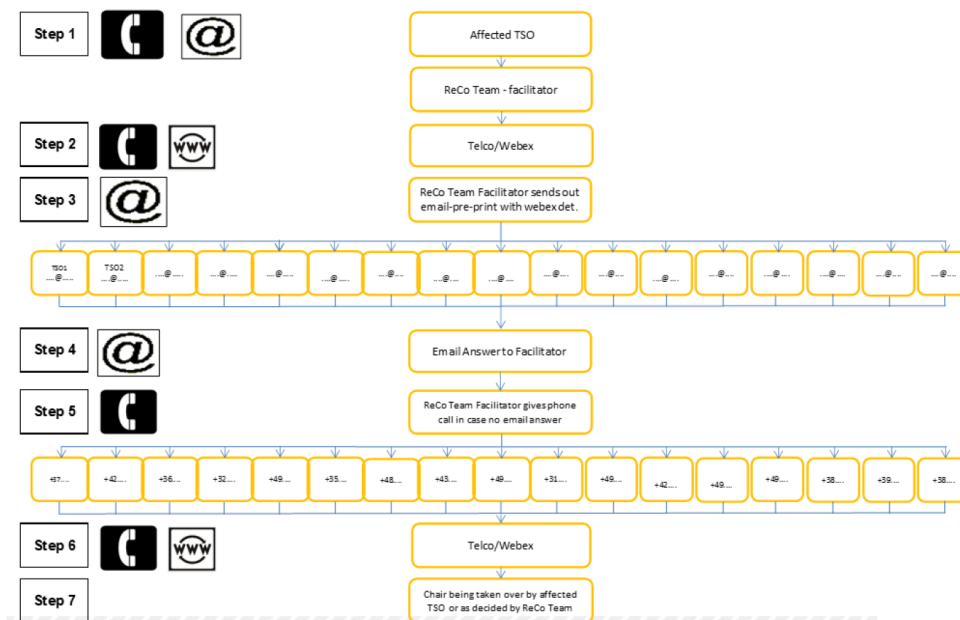 Step 1
@
Affected TSO
ReCo Team - facilitator
Step 2
WWW
Telco/Webex
Step 3
@
ReCo Team Facilitator sends out
email-pre-print with webex det.
TSO1
....@.....
TSO2
....@.....
....@.....
....@.....
....@....
....@.....
....@....
....@.....
....@.....
....@....
....@....
....@.....
....@....
....@....
....@....
....@....
....@....
Step 4
@
Email Answer to Facilitator
Step 5
ReCo Team Facilitator gives phone
call in case no email answer
+37....
+42....
+36....
+32....
+49....
+35....
+48....
+43....
+49....
+31....
+49....
+42....
+49....
+49....
+38....
+39....
+38....
Step 6
WWW
Telco/Webex
Step 7
Chair being taken over by affected
TSO or as decided by ReCo Team